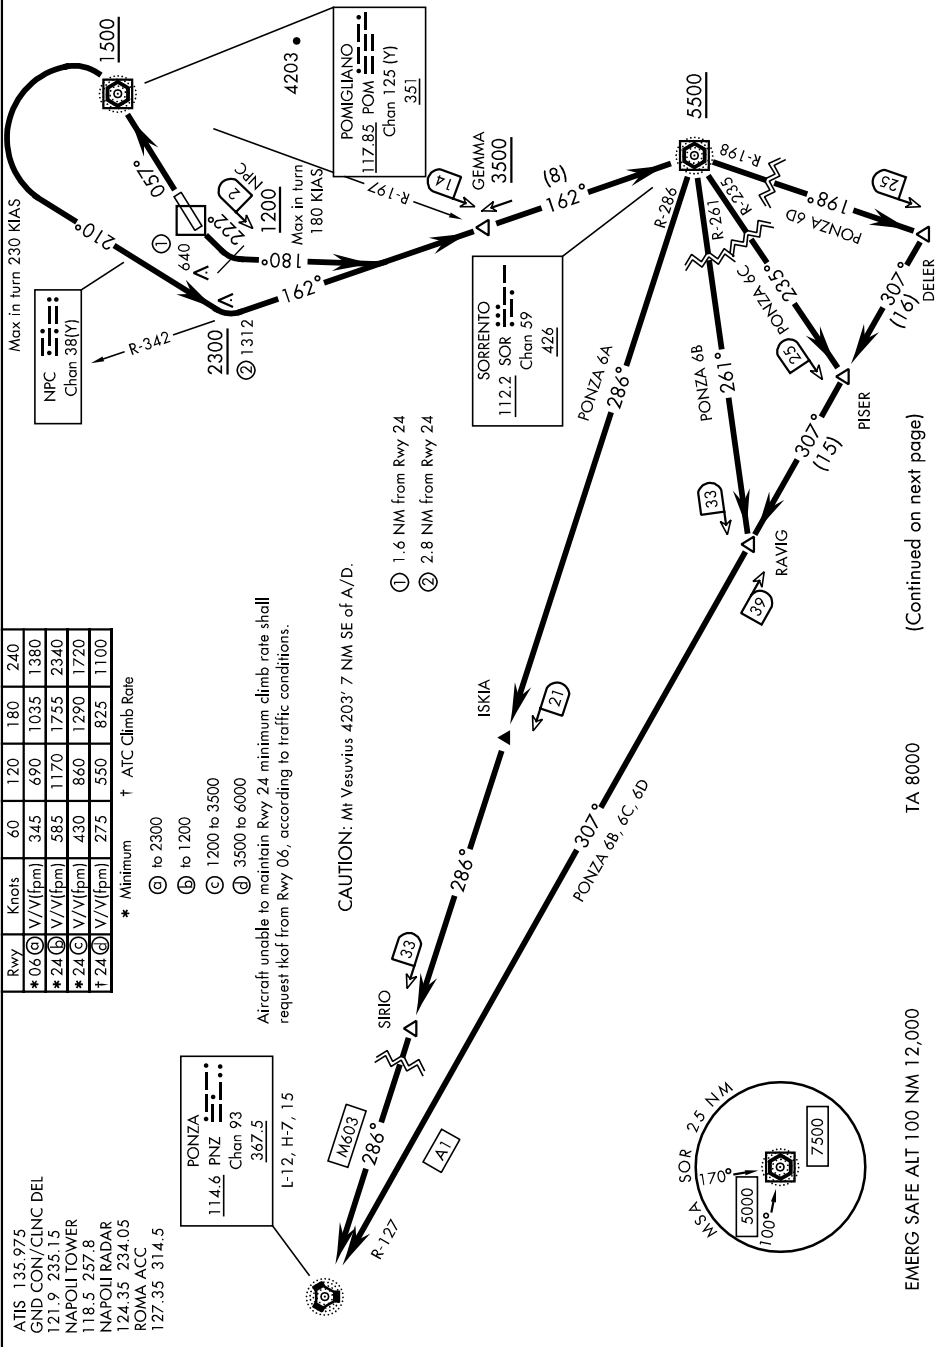 ATIS 135.975
GND CON/CLNC DEL
121.9 235.15
NAPOLI TOWER
118.5 257.8
NAPOLI RADAR
124.35 234.05
ROMA ACC
127.35 314.5
Rwy Knots 60 120 180 240
* 06 ⓐ V/V(fpm) 345 690 1035 1380
* 24 ⓑ V/V(fpm) 585 1170 1755 2340
* 24 ⓒ V/V(fpm) 430 860 1290 1720
† 24 ⓓ V/V(fpm) 275 550 825 1100
* Minimum † ATC Climb Rate
ⓐ to 2300
ⓑ to 1200
ⓒ 1200 to 3500
ⓓ 3500 to 6000
Aircraft unable to maintain Rwy 24 minimum climb rate shall
request tkof from Rwy 06, according to traffic conditions.
CAUTION: Mt Vesuvius 4203' 7 NM SE of A/D.
① 1.6 NM from Rwy 24
② 2.8 NM from Rwy 24
Max in turn 230 KIAS
1500
NPC
Chan 38(Y)
R-342
210°
057°
① 640
2 NPC
222°
1200
Max in turn
180 KIAS
180°
162°
2300
② 1312
4203
POMIGLIANO
117.85 POM
Chan 125 (Y)
351
R-197
14
GEMMA
3500
(8)
162°
5500
SORRENTO
112.2 SOR
Chan 59
426
R-286
R-261
R-235
R-198
PONZA 6A
286°
PONZA 6B
261°
PONZA 6C
235°
198°
PONZA 6D
25
DELER
307°
(16)
25
PISER
307°
(15)
33
RAVIG
39
ISKIA
21
286°
33
SIRIO
307°
PONZA 6B, 6C, 6D
PONZA
114.6 PNZ
Chan 93
367.5
L-12, H-7, 15
M603
286°
A1
R-127
MSA SOR 25 NM
170°
5000
100°
7500
EMERG SAFE ALT 100 NM 12,000
TA 8000
(Continued on next page)